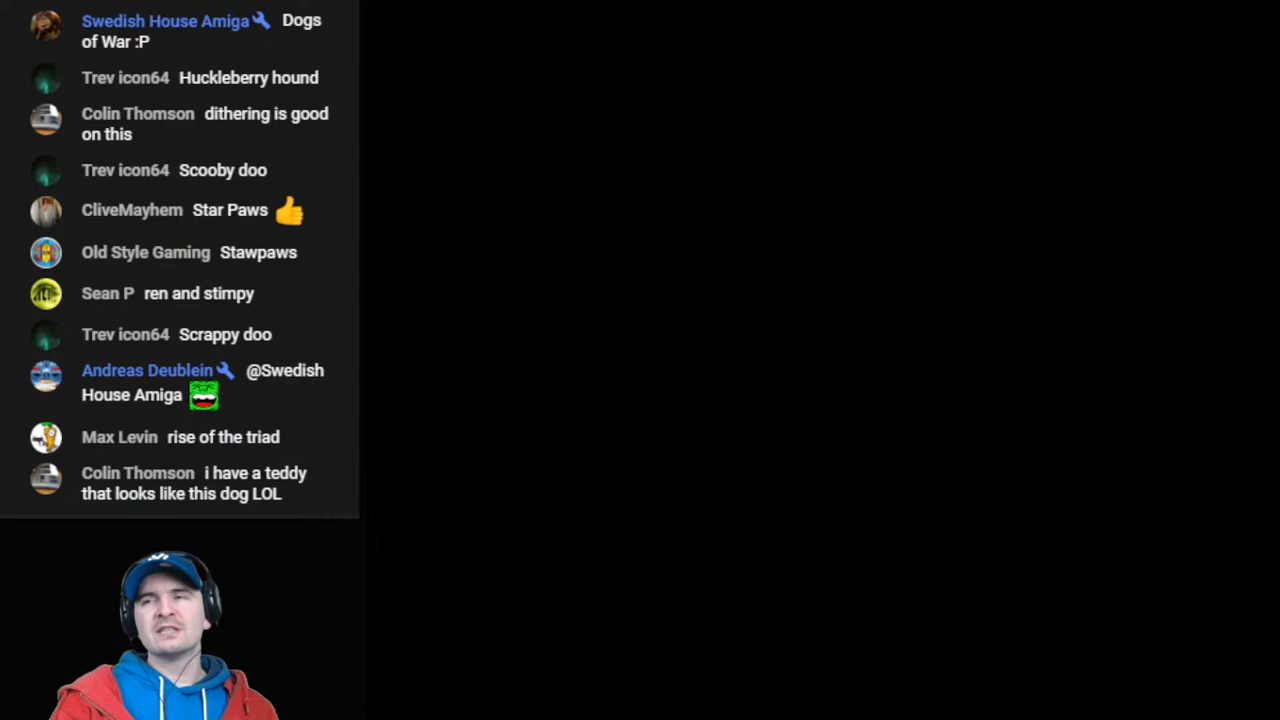 Swedish House Amiga Dogs
of War :P
Trev icon64 Huckleberry hound
Colin Thomson dithering is good
on this
Trev icon64 Scooby doo
CliveMayhem Star Paws
Old Style Gaming Stawpaws
Sean P ren and stimpy
Trev icon64 Scrappy doo
Andreas Deublein @Swedish
House Amiga
Max Levin rise of the triad
Colin Thomson i have a teddy
that looks like this dog LOL